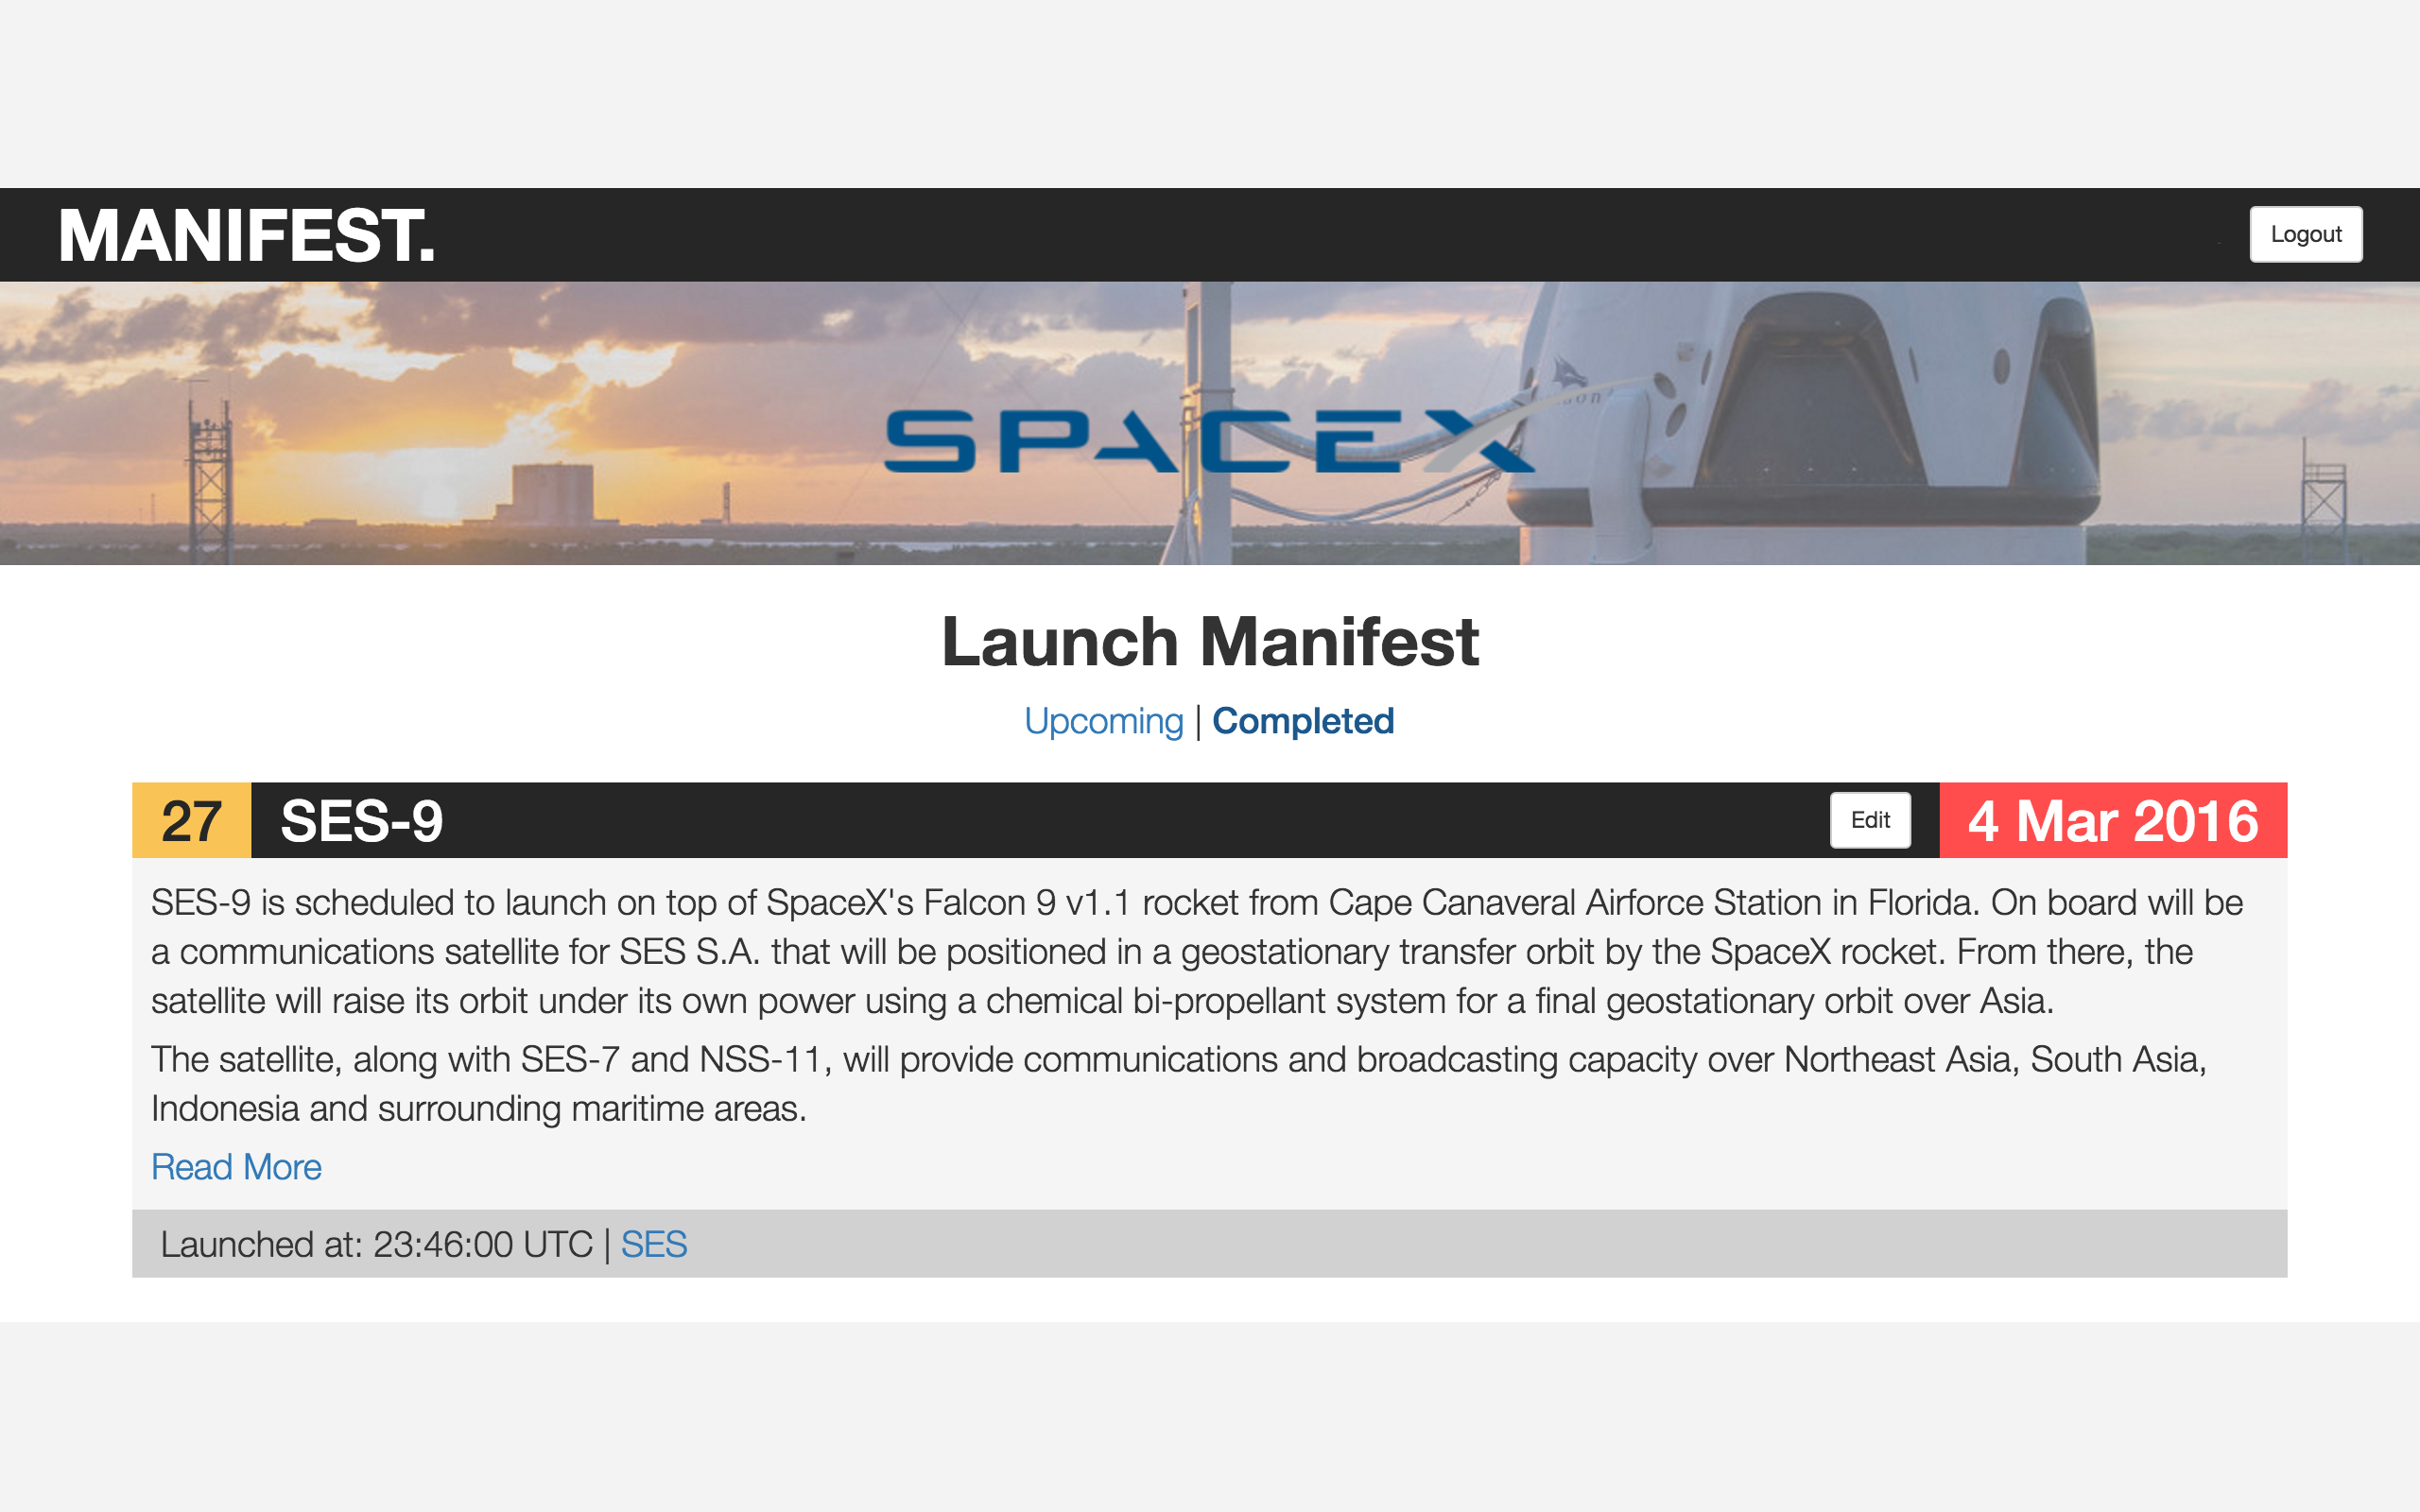 MANIFEST.
Logout
SPACEX
Launch Manifest
Upcoming | Completed
27 SES-9 Edit 4 Mar 2016
SES-9 is scheduled to launch on top of SpaceX's Falcon 9 v1.1 rocket from Cape Canaveral Airforce Station in Florida. On board will be
a communications satellite for SES S.A. that will be positioned in a geostationary transfer orbit by the SpaceX rocket. From there, the
satellite will raise its orbit under its own power using a chemical bi-propellant system for a final geostationary orbit over Asia.
The satellite, along with SES-7 and NSS-11, will provide communications and broadcasting capacity over Northeast Asia, South Asia,
Indonesia and surrounding maritime areas.
Read More
Launched at: 23:46:00 UTC | SES